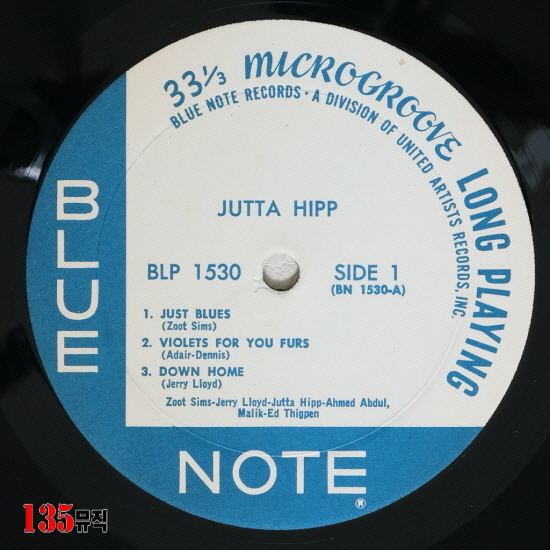 33⅓ MICROGROOVE LONG PLAYING
BLUE NOTE RECORDS • A DIVISION OF UNITED ARTISTS RECORDS, INC.
JUTTA HIPP
BLP 1530
SIDE 1
(BN 1530-A)
1. JUST BLUES
(Zoot Sims)
2. VIOLETS FOR YOU FURS
(Adair-Dennis)
3. DOWN HOME
(Jerry Lloyd)
Zoot Sims-Jerry Lloyd-Jutta Hipp-Ahmed Abdul,
Malik-Ed Thigpen
BLUE
NOTE®
135뮤직